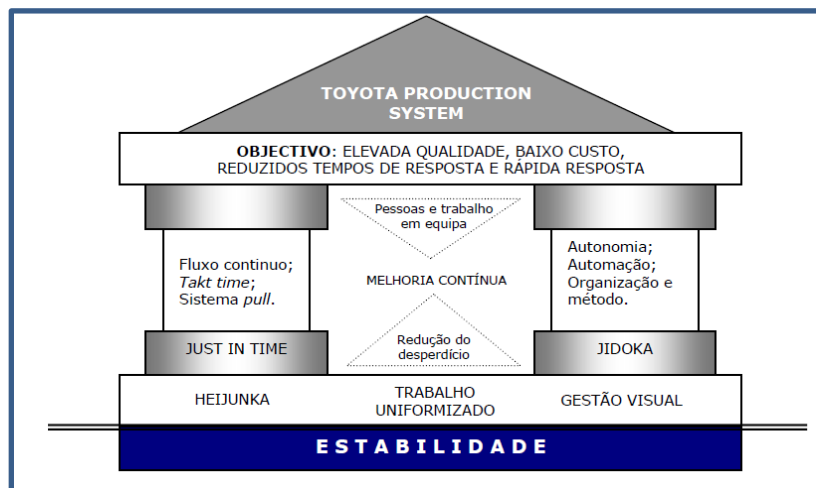 TOYOTA PRODUCTION
SYSTEM
OBJECTIVO: ELEVADA QUALIDADE, BAIXO CUSTO,
REDUZIDOS TEMPOS DE RESPOSTA E RÁPIDA RESPOSTA
Fluxo continuo;
Takt time;
Sistema pull.
JUST IN TIME
Pessoas e trabalho
em equipa
MELHORIA CONTÍNUA
Redução do
desperdício
Autonomia;
Automação;
Organização e
método.
JIDOKA
HEIJUNKA
TRABALHO
UNIFORMIZADO
GESTÃO VISUAL
ESTABILIDADE